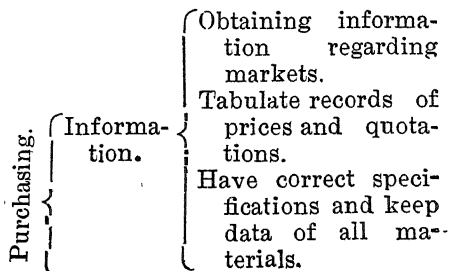 Purchasing.
Informa-
tion.
Obtaining informa-
tion regarding
markets.
Tabulate records of
prices and quota-
tions.
Have correct speci-
fications and keep
data of all ma-
terials.